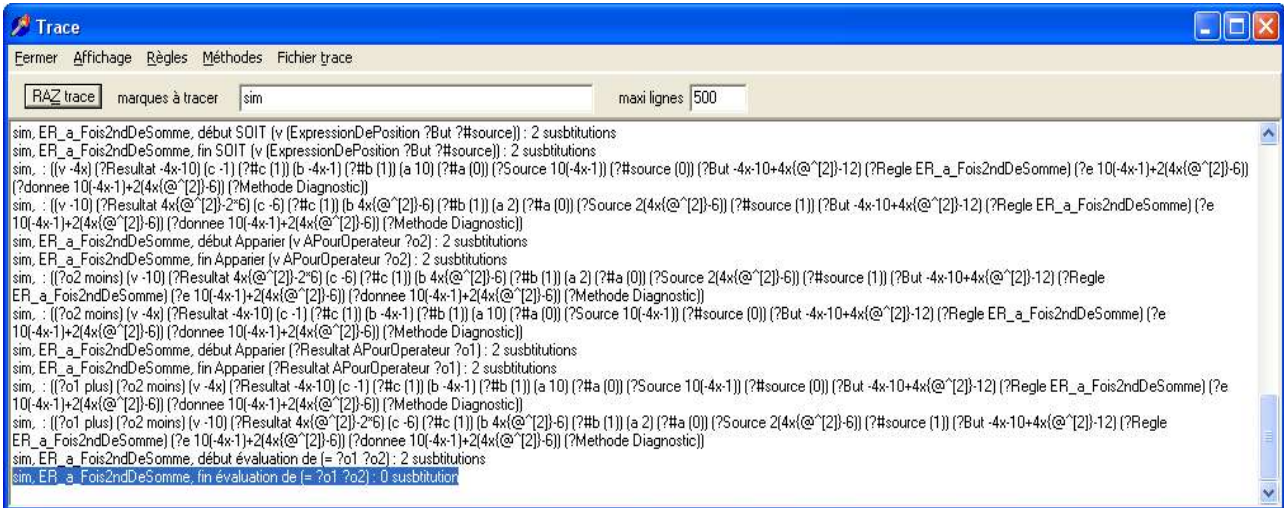 Trace
Fermer Affichage Règles Méthodes Fichier trace
RAZ trace marques à tracer sim maxi lignes 500
sim, ER_a_Fois2ndDeSomme, début SOIT (v (ExpressionDePosition ?But ?#source)) : 2 susbtitutions
sim, ER_a_Fois2ndDeSomme, fin SOIT (v (ExpressionDePosition ?But ?#source)) : 2 susbtitutions
sim, : ((v -4x) (?Resultat -4x-10) (c -1) (?#c (1)) (b -4x-1) (?#b (1)) (a 10) (?#a (0)) (?Source 10(-4x-1)) (?#source (0)) (?But -4x-10+4x{@^[2]}-12) (?Regle ER_a_Fois2ndDeSomme) (?e 10(-4x-1)+2(4x{@^[2]}-6))
(?donnee 10(-4x-1)+2(4x{@^[2]}-6)) (?Methode Diagnostic))
sim, : ((v -10) (?Resultat 4x{@^[2]}-2*6) (c -6) (?#c (1)) (b 4x{@^[2]}-6) (?#b (1)) (a 2) (?#a (0)) (?Source 2(4x{@^[2]}-6)) (?#source (1)) (?But -4x-10+4x{@^[2]}-12) (?Regle ER_a_Fois2ndDeSomme) (?e
10(-4x-1)+2(4x{@^[2]}-6)) (?donnee 10(-4x-1)+2(4x{@^[2]}-6)) (?Methode Diagnostic))
sim, ER_a_Fois2ndDeSomme, début Apparier (v APourOperateur ?o2) : 2 susbtitutions
sim, ER_a_Fois2ndDeSomme, fin Apparier (v APourOperateur ?o2) : 2 susbtitutions
sim, : ((?o2 moins) (v -10) (?Resultat 4x{@^[2]}-2*6) (c -6) (?#c (1)) (b 4x{@^[2]}-6) (?#b (1)) (a 2) (?#a (0)) (?Source 2(4x{@^[2]}-6)) (?#source (1)) (?But -4x-10+4x{@^[2]}-12) (?Regle
ER_a_Fois2ndDeSomme) (?e 10(-4x-1)+2(4x{@^[2]}-6)) (?donnee 10(-4x-1)+2(4x{@^[2]}-6)) (?Methode Diagnostic))
sim, : ((?o2 moins) (v -4x) (?Resultat -4x-10) (c -1) (?#c (1)) (b -4x-1) (?#b (1)) (a 10) (?#a (0)) (?Source 10(-4x-1)) (?#source (0)) (?But -4x-10+4x{@^[2]}-12) (?Regle ER_a_Fois2ndDeSomme) (?e
10(-4x-1)+2(4x{@^[2]}-6)) (?donnee 10(-4x-1)+2(4x{@^[2]}-6)) (?Methode Diagnostic))
sim, ER_a_Fois2ndDeSomme, début Apparier (?Resultat APourOperateur ?o1) : 2 susbtitutions
sim, ER_a_Fois2ndDeSomme, fin Apparier (?Resultat APourOperateur ?o1) : 2 susbtitutions
sim, : ((?o1 plus) (?o2 moins) (v -4x) (?Resultat -4x-10) (c -1) (?#c (1)) (b -4x-1) (?#b (1)) (a 10) (?#a (0)) (?Source 10(-4x-1)) (?#source (0)) (?But -4x-10+4x{@^[2]}-12) (?Regle ER_a_Fois2ndDeSomme) (?e
10(-4x-1)+2(4x{@^[2]}-6)) (?donnee 10(-4x-1)+2(4x{@^[2]}-6)) (?Methode Diagnostic))
sim, : ((?o1 plus) (?o2 moins) (v -10) (?Resultat 4x{@^[2]}-2*6) (c -6) (?#c (1)) (b 4x{@^[2]}-6) (?#b (1)) (a 2) (?#a (0)) (?Source 2(4x{@^[2]}-6)) (?#source (1)) (?But -4x-10+4x{@^[2]}-12) (?Regle
ER_a_Fois2ndDeSomme) (?e 10(-4x-1)+2(4x{@^[2]}-6)) (?donnee 10(-4x-1)+2(4x{@^[2]}-6)) (?Methode Diagnostic))
sim, ER_a_Fois2ndDeSomme, début évaluation de (= ?o1 ?o2) : 2 susbtitutions
sim, ER_a_Fois2ndDeSomme, fin évaluation de (= ?o1 ?o2) : 0 susbtitution